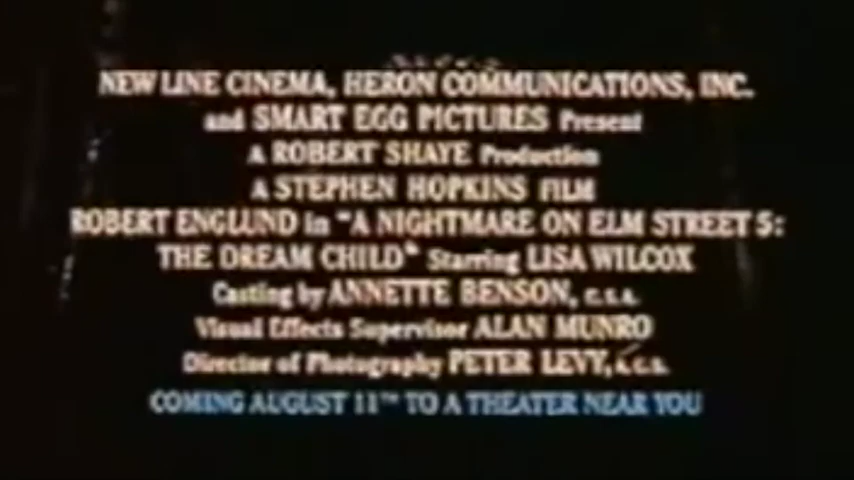 NEW LINE CINEMA, HERON COMMUNICATIONS, INC.
and SMART EGG PICTURES Present
A ROBERT SHAYE Production
A STEPHEN HOPKINS FILM
ROBERT ENGLUND in "A NIGHTMARE ON ELM STREET 5:
THE DREAM CHILD" Starring LISA WILCOX
Casting by ANNETTE BENSON, C.S.A.
Visual Effects Supervisor ALAN MUNRO
Director of Photography PETER LEVY, A.C.S.
COMING AUGUST 11TH TO A THEATER NEAR YOU